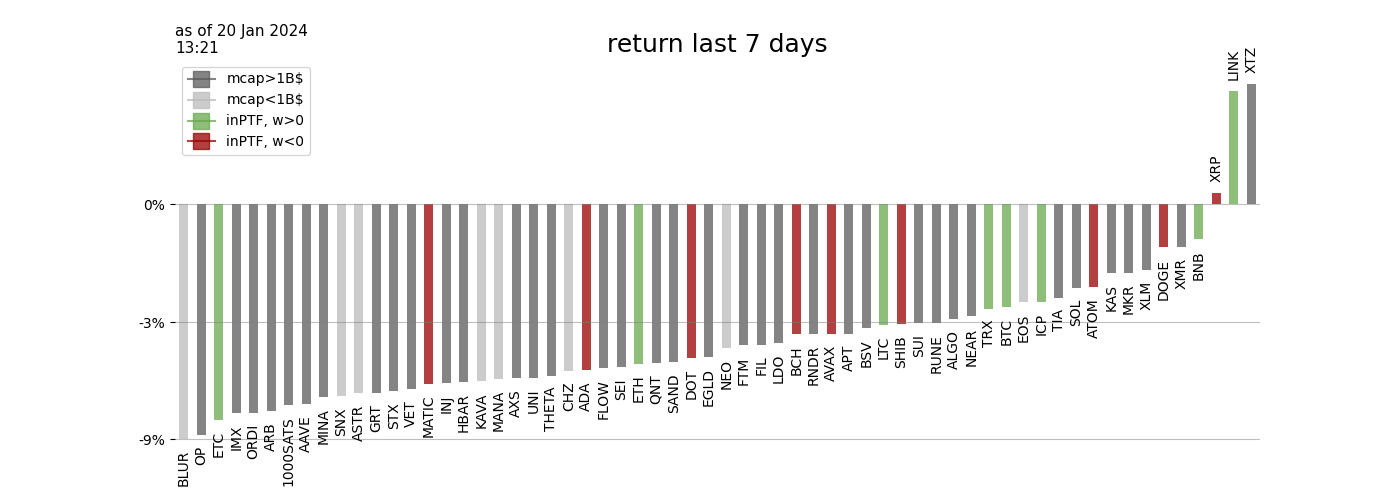 as of 20 Jan 2024
13:21
return last 7 days
mcap>1B$
mcap<1B$
inPTF, w>0
inPTF, w<0
0%
-3%
-9%
BLUR
OP
ETC
IMX
ORDI
ARB
1000SATS
AAVE
MINA
SNX
ASTR
GRT
STX
VET
MATIC
INJ
HBAR
KAVA
MANA
AXS
UNI
THETA
CHZ
ADA
FLOW
SEI
ETH
QNT
SAND
DOT
EGLD
NEO
FTM
FIL
LDO
BCH
RNDR
AVAX
APT
BSV
LTC
SHIB
SUI
RUNE
ALGO
NEAR
TRX
BTC
EOS
ICP
TIA
SOL
ATOM
KAS
MKR
XLM
DOGE
XMR
BNB
XRP
LINK
XTZ